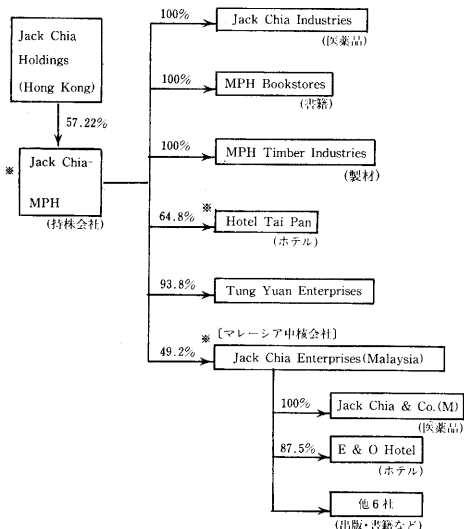 Jack Chia
Holdings
(Hong Kong)
57.22%
※
Jack Chia-
MPH
(持株会社)
100%
Jack Chia Industries
(医薬品)
100%
MPH Bookstores
(書籍)
100%
MPH Timber Industries
(製材)
64.8%
※
Hotel Tai Pan
(ホテル)
93.8%
Tung Yuan Enterprises
49.2%
※
〔マレーシア中核会社〕
Jack Chia Enterprises(Malaysia)
100%
Jack Chia & Co.(M)
(医薬品)
87.5%
E & O Hotel
(ホテル)
他6社
(出版・書籍など)